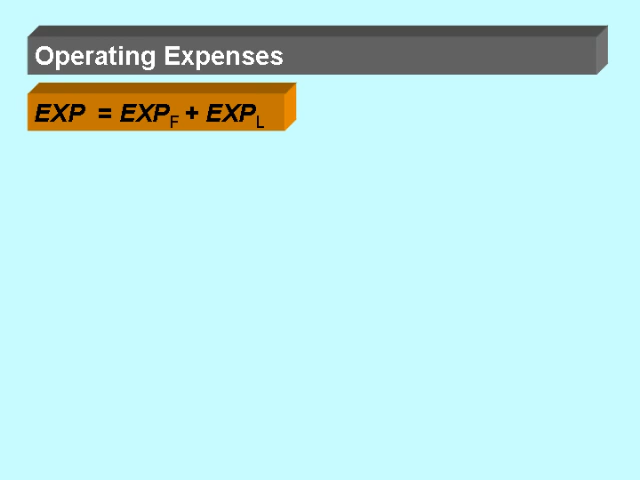 Operating Expenses
EXP = EXPF + EXPL